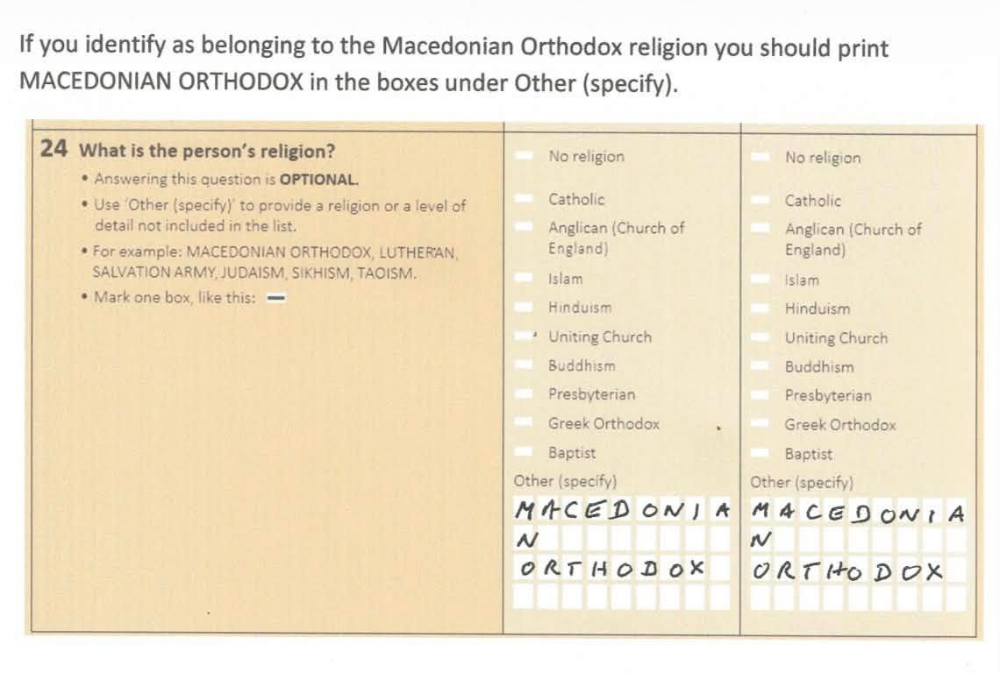 If you identify as belonging to the Macedonian Orthodox religion you should print
MACEDONIAN ORTHODOX in the boxes under Other (specify).
24 What is the person's religion?
• Answering this question is OPTIONAL.
• Use 'Other (specify)' to provide a religion or a level of
detail not included in the list.
• For example: MACEDONIAN ORTHODOX, LUTHERAN,
SALVATION ARMY, JUDAISM, SIKHISM, TAOISM.
• Mark one box, like this:
No religion
Catholic
Anglican (Church of
England)
Islam
Hinduism
Uniting Church
Buddhism
Presbyterian
Greek Orthodox
Baptist
Other (specify)
MACEDONIA
N
ORTHODOX
No religion
Catholic
Anglican (Church of
England)
Islam
Hinduism
Uniting Church
Buddhism
Presbyterian
Greek Orthodox
Baptist
Other (specify)
MACEDONIA
N
ORTHODOX